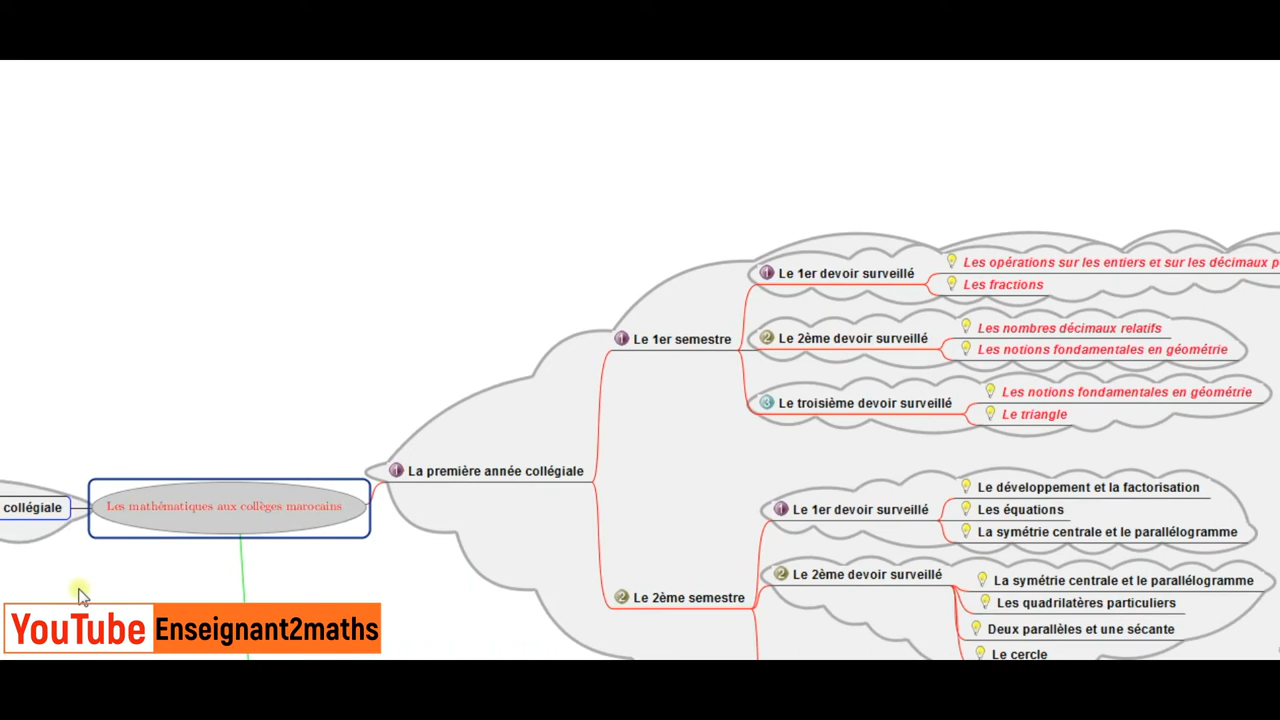 Les opérations sur les entiers et sur les décimaux p
Le 1er devoir surveillé
Les fractions
Les nombres décimaux relatifs
Le 1er semestre
Le 2ème devoir surveillé
Les notions fondamentales en géométrie
Les notions fondamentales en géométrie
Le troisième devoir surveillé
Le triangle
La première année collégiale
Le développement et la factorisation
collégiale
Les mathématiques aux collèges marocains
Le 1er devoir surveillé
Les équations
La symétrie centrale et le parallélogramme
Le 2ème devoir surveillé
La symétrie centrale et le parallélogramme
Le 2ème semestre
Les quadrilatères particuliers
Deux parallèles et une sécante
Le cercle
YouTube Enseignant2maths